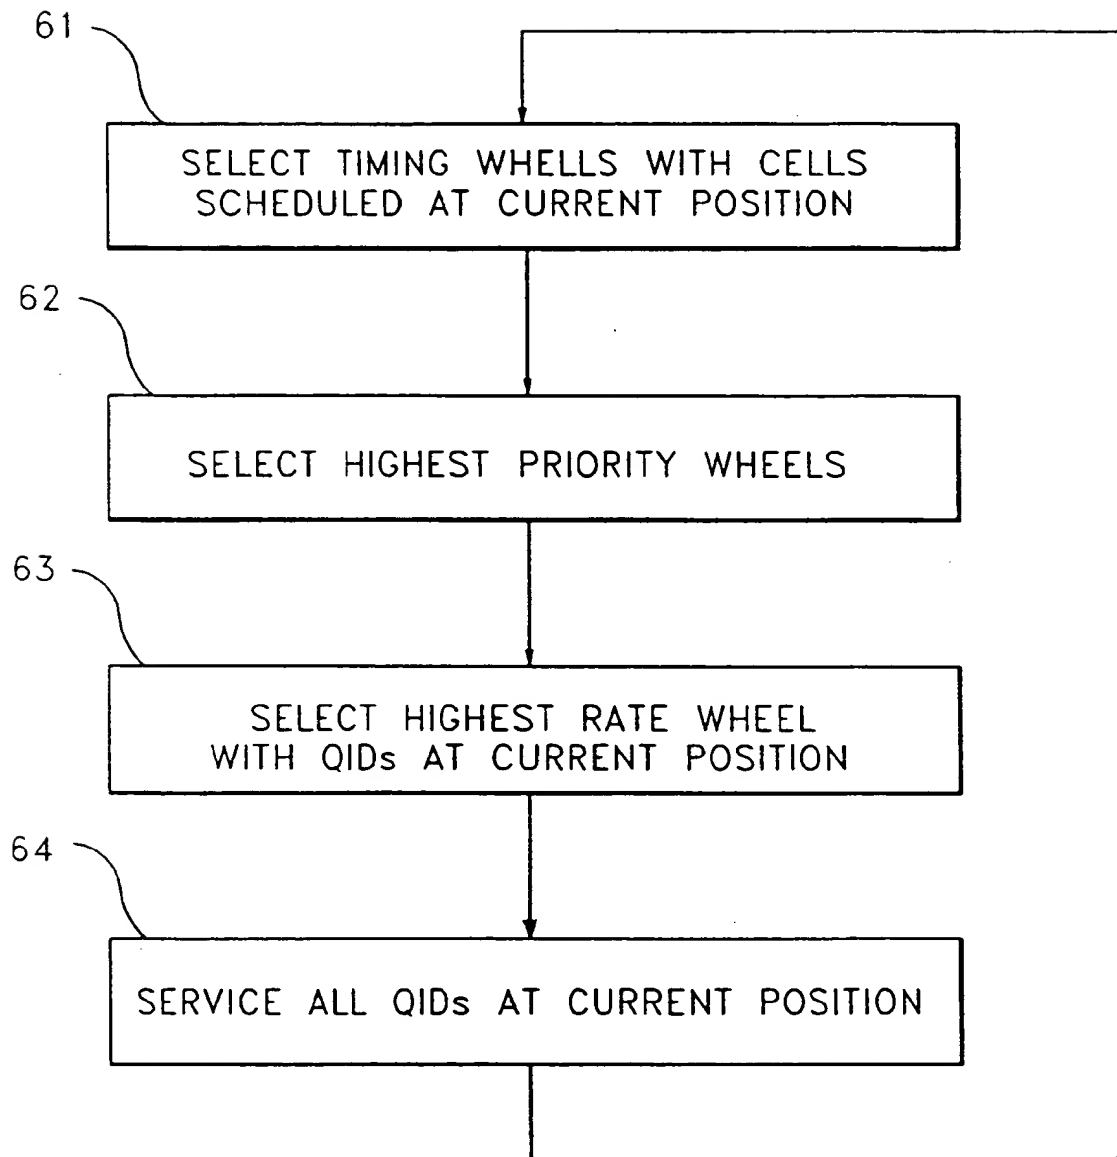 61
SELECT TIMING WHELLS WITH CELLS
SCHEDULED AT CURRENT POSITION
62
SELECT HIGHEST PRIORITY WHEELS
63
SELECT HIGHEST RATE WHEEL
WITH QIDs AT CURRENT POSITION
64
SERVICE ALL QIDs AT CURRENT POSITION